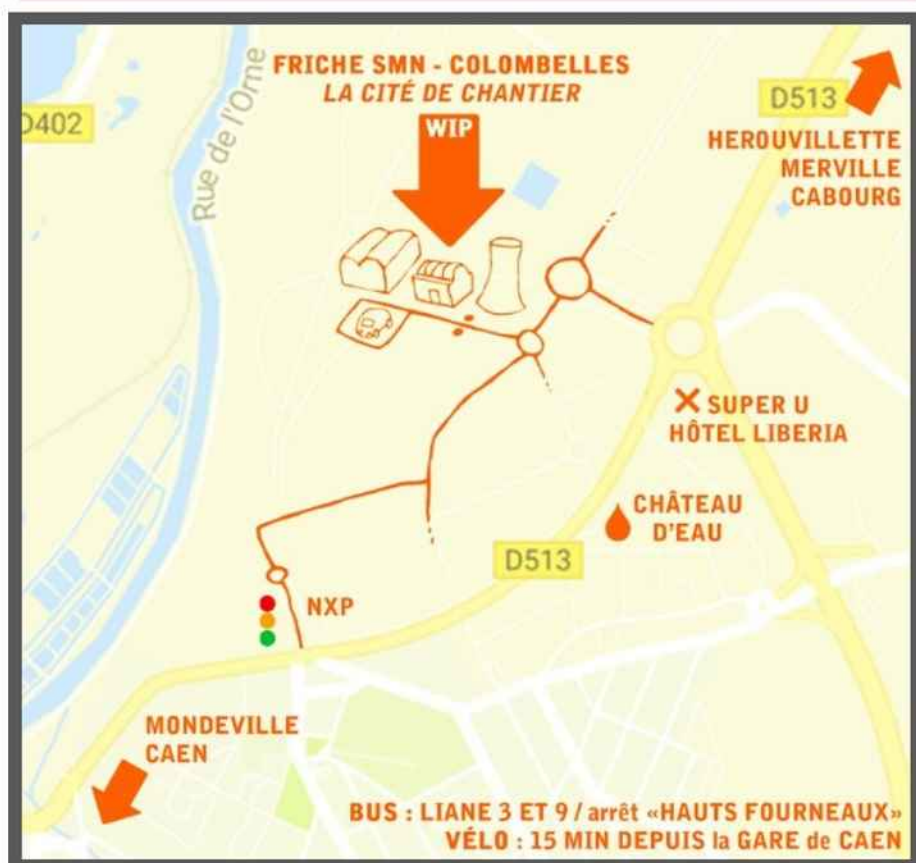 FRICHE SMN - COLOMBELLES
LA CITÉ DE CHANTIER
WIP
D402
Rue de l'Orne
D513
HEROUVILLETTE
MERVILLE
CABOURG
SUPER U
HÔTEL LIBERIA
CHÂTEAU
D'EAU
D513
NXP
MONDEVILLE
CAEN
BUS : LIANE 3 ET 9 / arrêt «HAUTS FOURNEAUX»
VÉLO : 15 MIN DEPUIS la GARE de CAEN